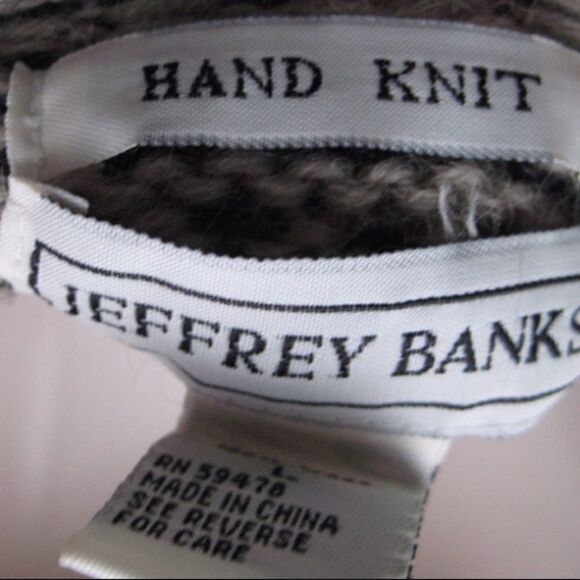 HAND KNIT
JEFFREY BANKS
L
RN 59478
MADE IN CHINA
SEE REVERSE
FOR CARE